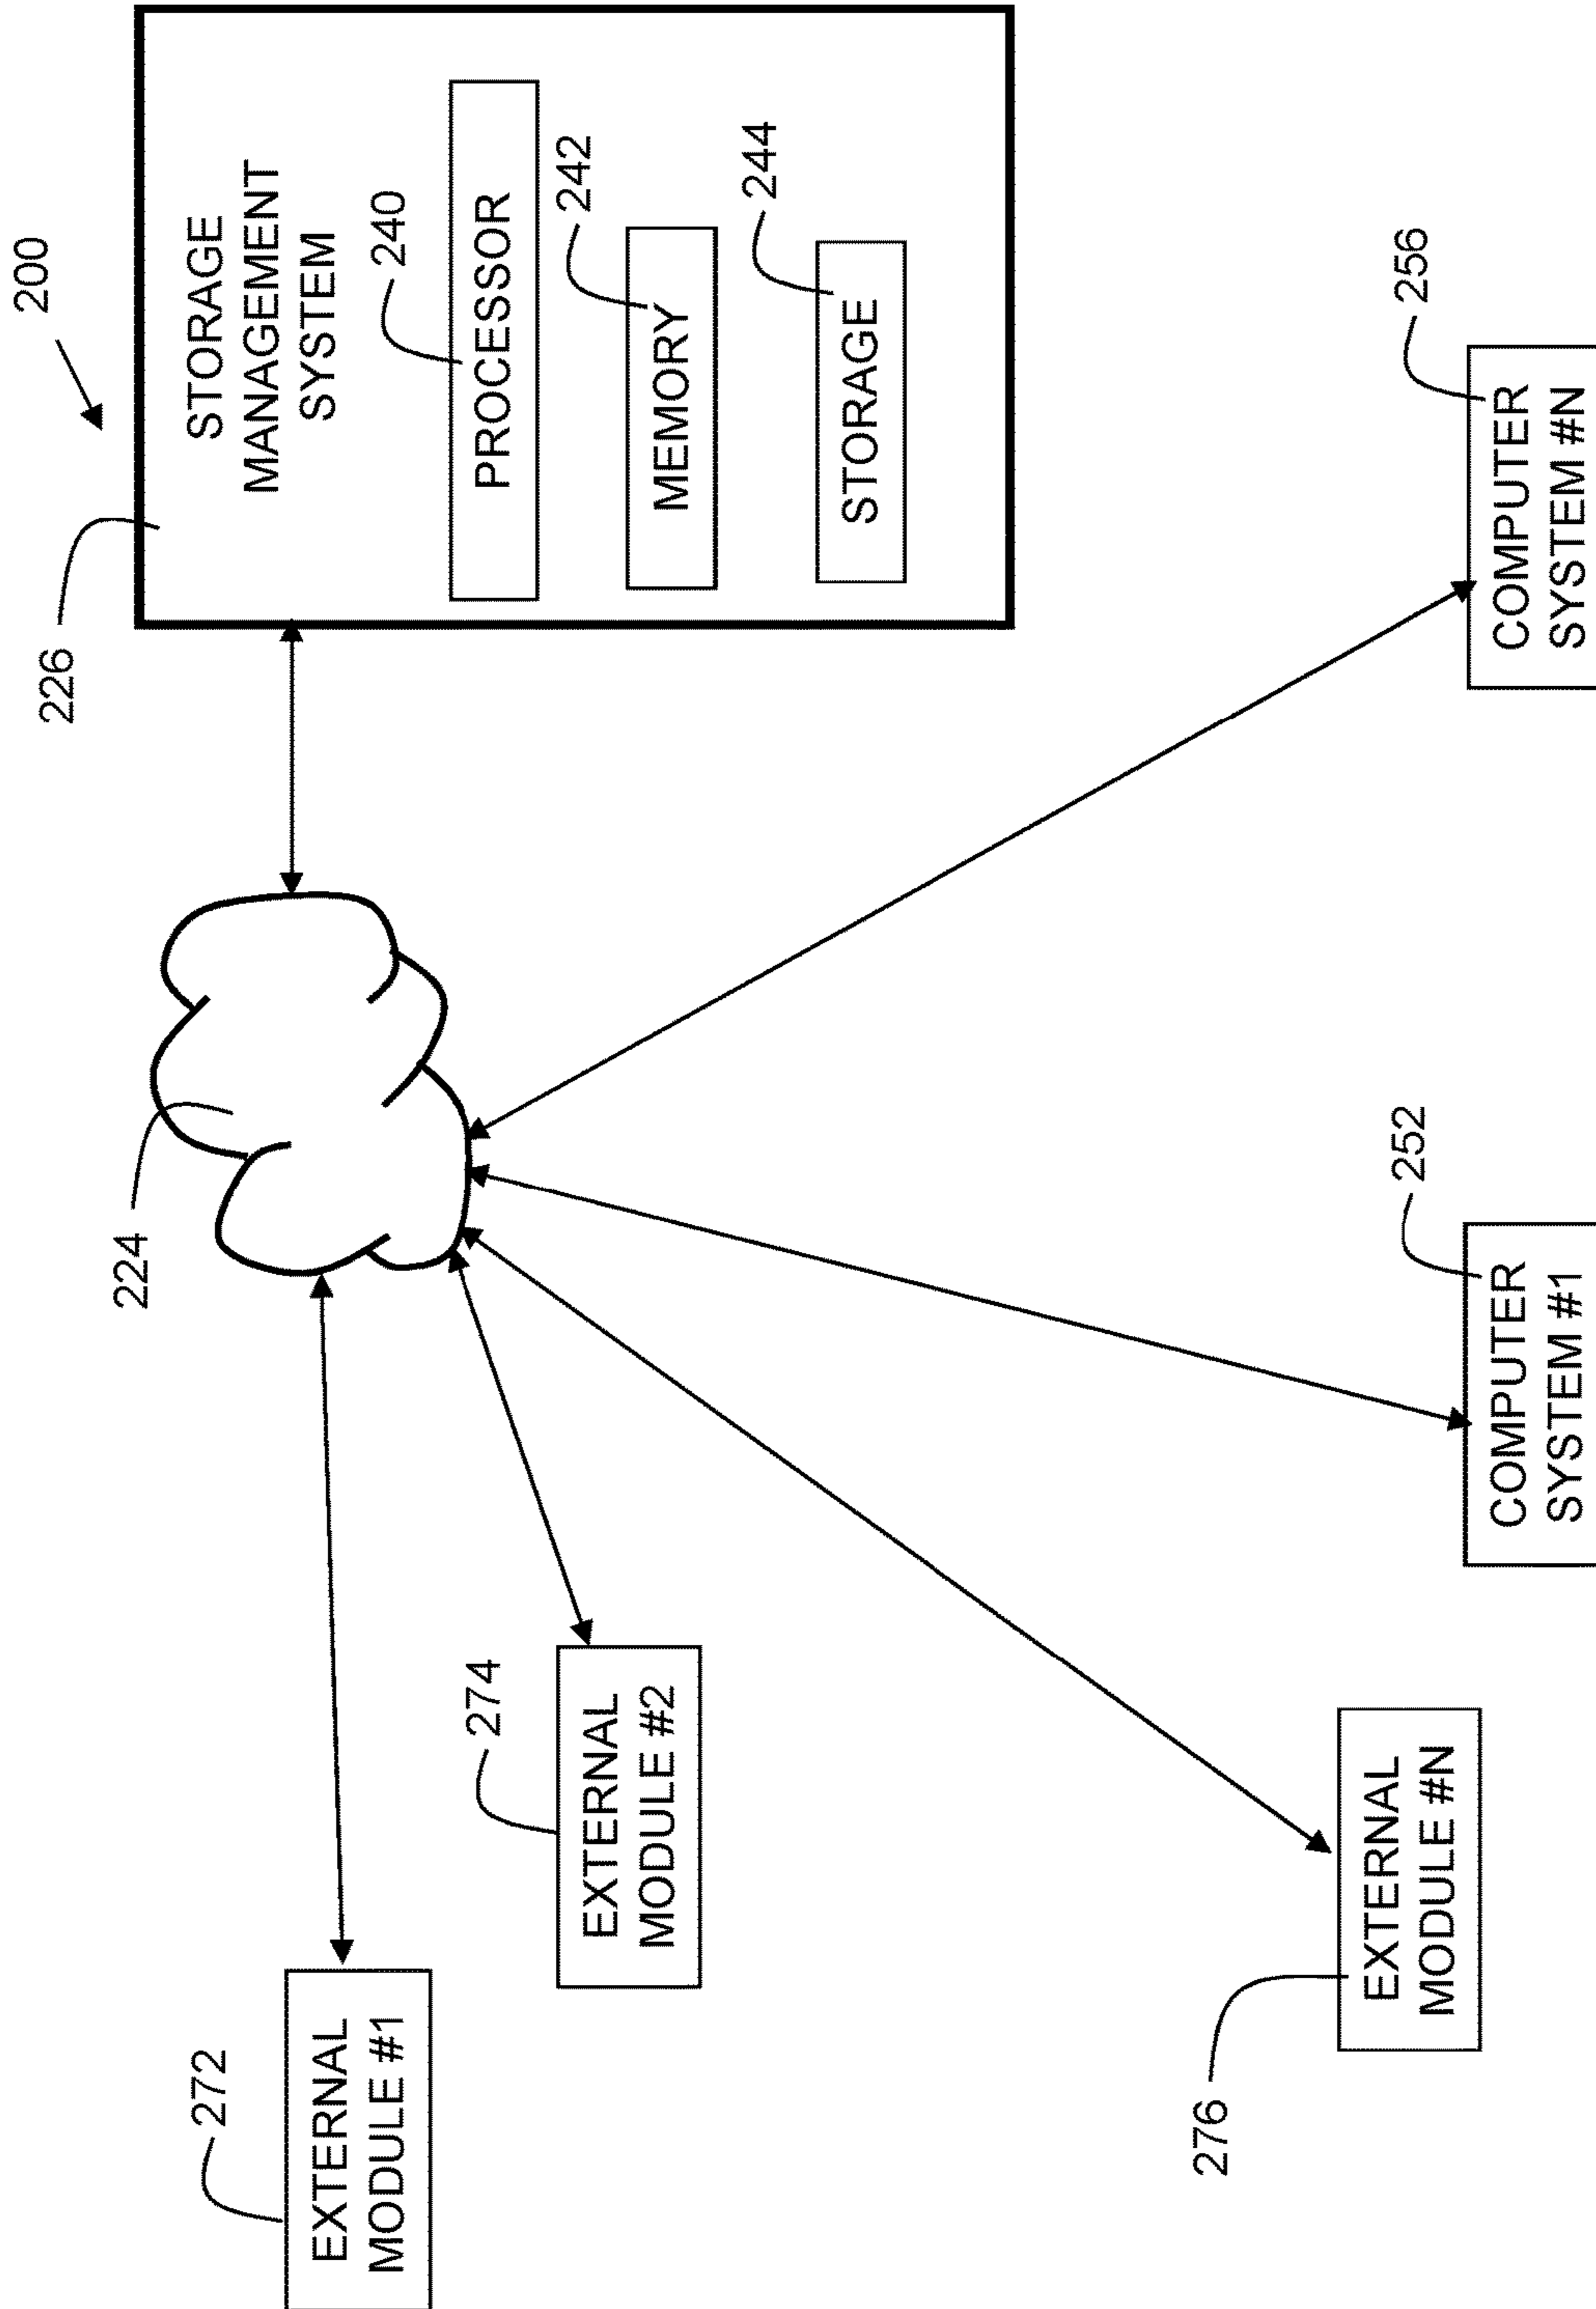 200
226
STORAGE
MANAGEMENT
SYSTEM
240
PROCESSOR
242
MEMORY
244
STORAGE
224
272
EXTERNAL
MODULE #1
274
EXTERNAL
MODULE #2
276
EXTERNAL
MODULE #N
252
COMPUTER
SYSTEM #1
256
COMPUTER
SYSTEM #N